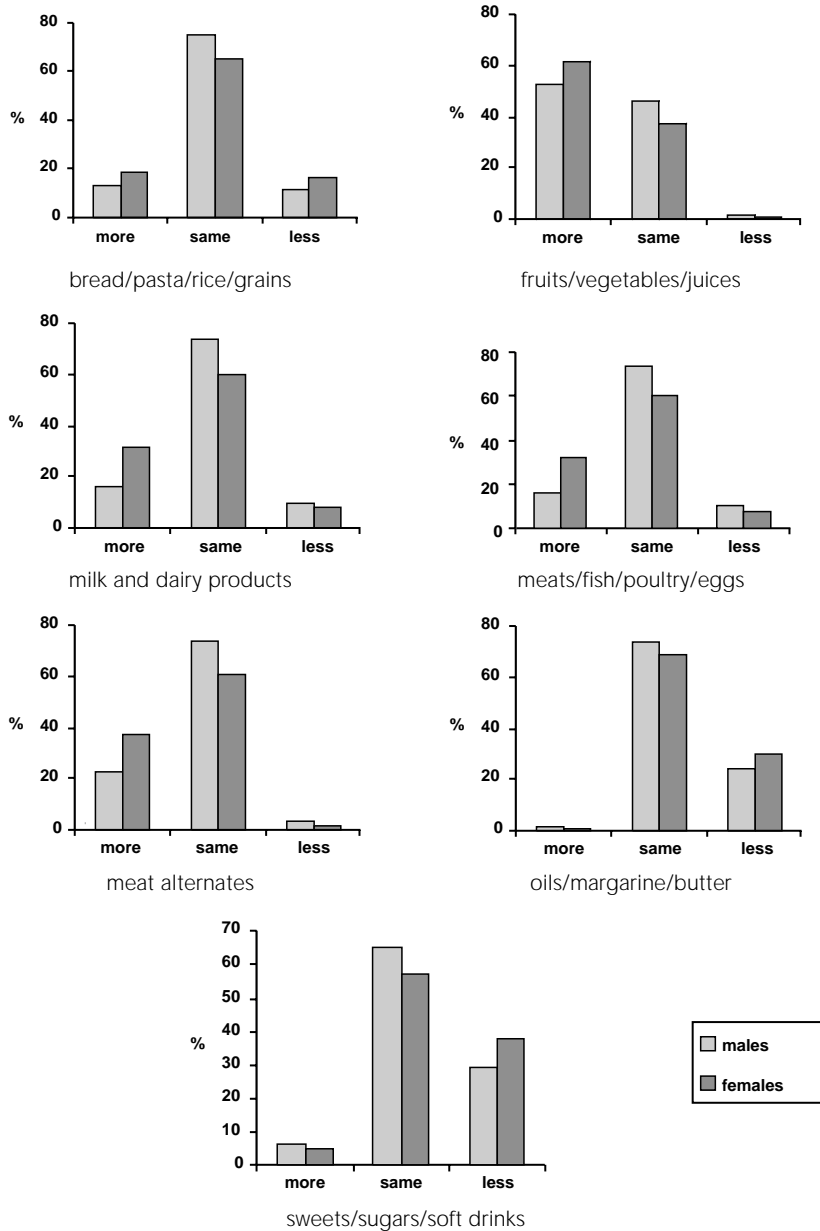 80
60
%
40
20
0
more same less
bread/pasta/rice/grains
80
60
%
40
20
0
more same less
fruits/vegetables/juices
80
60
%
40
20
0
more same less
milk and dairy products
80
60
%
40
20
0
more same less
meats/fish/poultry/eggs
80
60
%
40
20
0
more same less
meat alternates
80
60
%
40
20
0
more same less
oils/margarine/butter
70
60
50
40
%
30
20
10
0
more same less
sweets/sugars/soft drinks
males
females